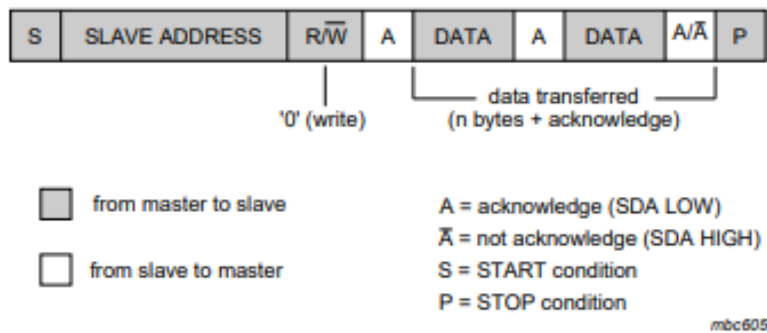 S SLAVE ADDRESS R/W̅ A DATA A DATA A/A̅ P
'0' (write)
data transferred
(n bytes + acknowledge)
from master to slave
from slave to master
A = acknowledge (SDA LOW)
A̅ = not acknowledge (SDA HIGH)
S = START condition
P = STOP condition
mbc605